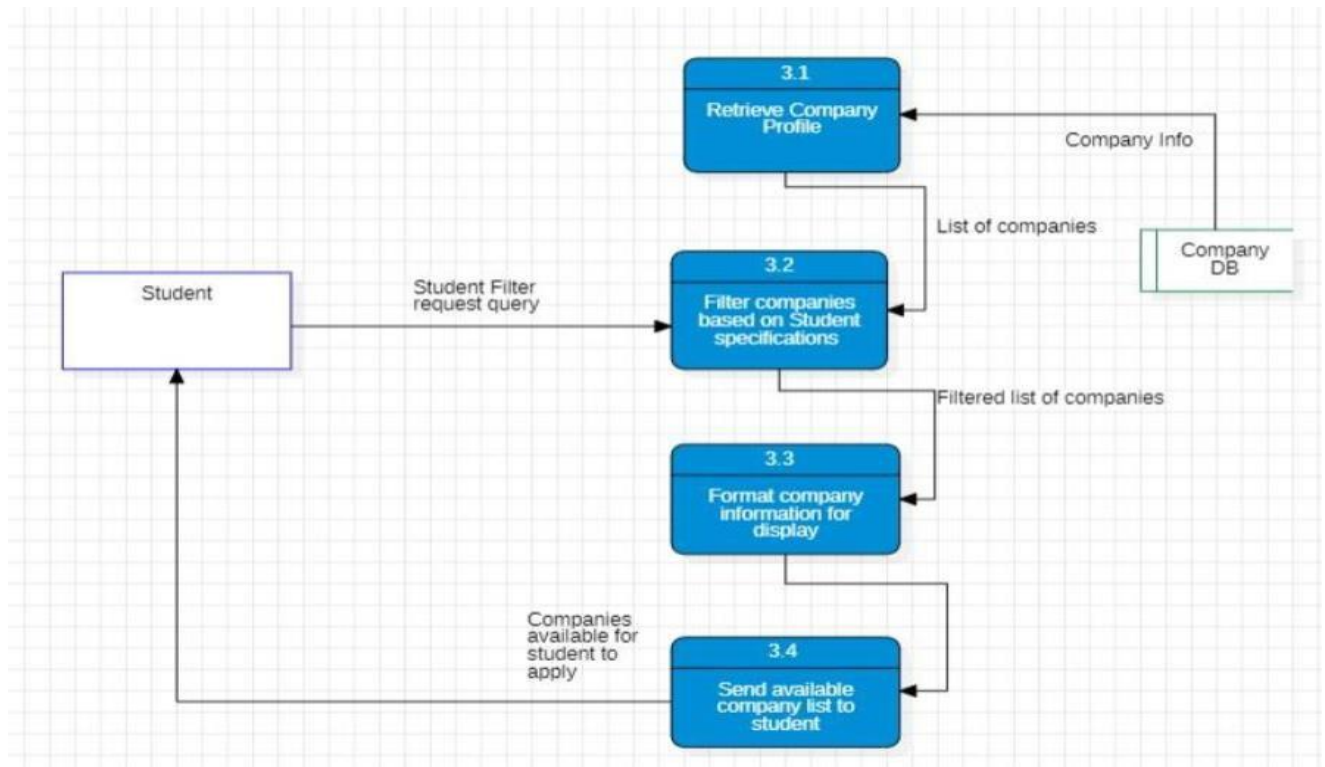 3.1
Retrieve Company
Profile
Company Info
List of companies
Company
DB
3.2
Filter companies
based on Student
specifications
Student
Student Filter
request query
Filtered list of companies
3.3
Format company
information for
display
Companies
available for
student to
apply
3.4
Send available
company list to
student